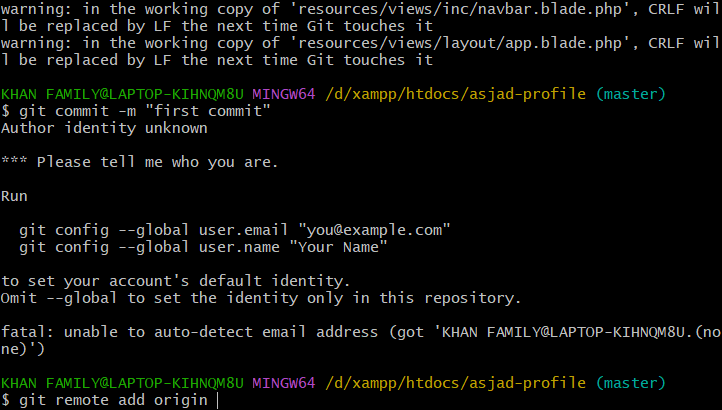 warning: in the working copy of 'resources/views/inc/navbar.blade.php', CRLF wil
l be replaced by LF the next time Git touches it
warning: in the working copy of 'resources/views/layout/app.blade.php', CRLF wil
l be replaced by LF the next time Git touches it
KHAN FAMILY@LAPTOP-KIHNQM8U MINGW64 /d/xampp/htdocs/asjad-profile (master)
$ git commit -m "first commit"
Author identity unknown
*** Please tell me who you are.
Run
git config --global user.email "you@example.com"
git config --global user.name "Your Name"
to set your account's default identity.
Omit --global to set the identity only in this repository.
fatal: unable to auto-detect email address (got 'KHAN FAMILY@LAPTOP-KIHNQM8U.(no
ne)')
KHAN FAMILY@LAPTOP-KIHNQM8U MINGW64 /d/xampp/htdocs/asjad-profile (master)
$ git remote add origin